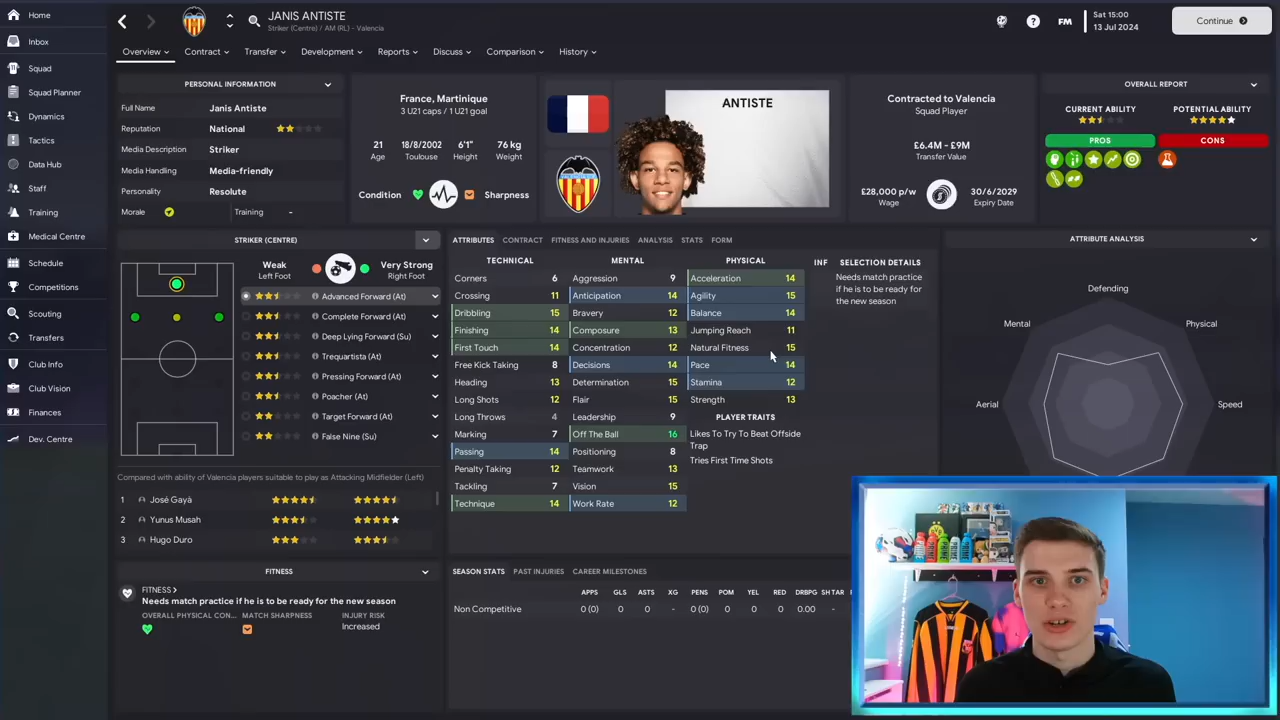 Home
Inbox
Squad
Squad Planner
Dynamics
Tactics
Data Hub
Staff
Training
Medical Centre
Schedule
Competitions
Scouting
Transfers
Club Info
Club Vision
Finances
Dev. Centre
JANIS ANTISTE
Striker (Centre) / AM (RL) - Valencia
FM
Sat 15:00
13 Jul 2024
Continue
Overview Contract Transfer Development Reports Discuss Comparison History
PERSONAL INFORMATION
Full Name Janis Antiste
Reputation National
Media Description Striker
Media Handling Media-friendly
Personality Resolute
Morale Training -
France, Martinique
3 U21 caps / 1 U21 goal
21 18/8/2002 6'1" 76 kg
Age Toulouse Height Weight
Condition Sharpness
ANTISTE
Contracted to Valencia
Squad Player
£6.4M - £9M
Transfer Value
£28,000 p/w 30/6/2029
Wage Expiry Date
OVERALL REPORT
CURRENT ABILITY POTENTIAL ABILITY
PROS CONS
STRIKER (CENTRE)
Weak Very Strong
Left Foot Right Foot
Advanced Forward (At)
Complete Forward (At)
Deep Lying Forward (Su)
Trequartista (At)
Pressing Forward (At)
Poacher (At)
Target Forward (At)
False Nine (Su)
Compared with ability of Valencia players suitable to play as Attacking Midfielder (Left)
1 José Gayà
2 Yunus Musah
3 Hugo Duro
FITNESS
FITNESS >
Needs match practice if he is to be ready for the new season
OVERALL PHYSICAL CON... MATCH SHARPNESS INJURY RISK
Increased
ATTRIBUTES CONTRACT FITNESS AND INJURIES ANALYSIS STATS FORM
TECHNICAL MENTAL PHYSICAL INF SELECTION DETAILS
Corners 6 Aggression 9 Acceleration 14
Crossing 11 Anticipation 14 Agility 15
Dribbling 15 Bravery 12 Balance 14
Finishing 14 Composure 13 Jumping Reach 11
First Touch 14 Concentration 12 Natural Fitness 15
Free Kick Taking 8 Decisions 14 Pace 14
Heading 13 Determination 15 Stamina 12
Long Shots 12 Flair 15 Strength 13
Long Throws 4 Leadership 9
Marking 7 Off The Ball 16
Passing 14 Positioning 8
Penalty Taking 12 Teamwork 13
Tackling 7 Vision 15
Technique 14 Work Rate 12
PLAYER TRAITS
Likes To Try To Beat Offside
Trap
Tries First Time Shots
Needs match practice
if he is to be ready for
the new season
ATTRIBUTE ANALYSIS
Defending
Mental Physical
Aerial Speed
SEASON STATS PAST INJURIES CAREER MILESTONES
APPS GLS ASTS XG PENS POM YEL RED DRBPG SH TAR
Non Competitive 0 (0) 0 0 - 0 (0) 0 0 0 0.00 -